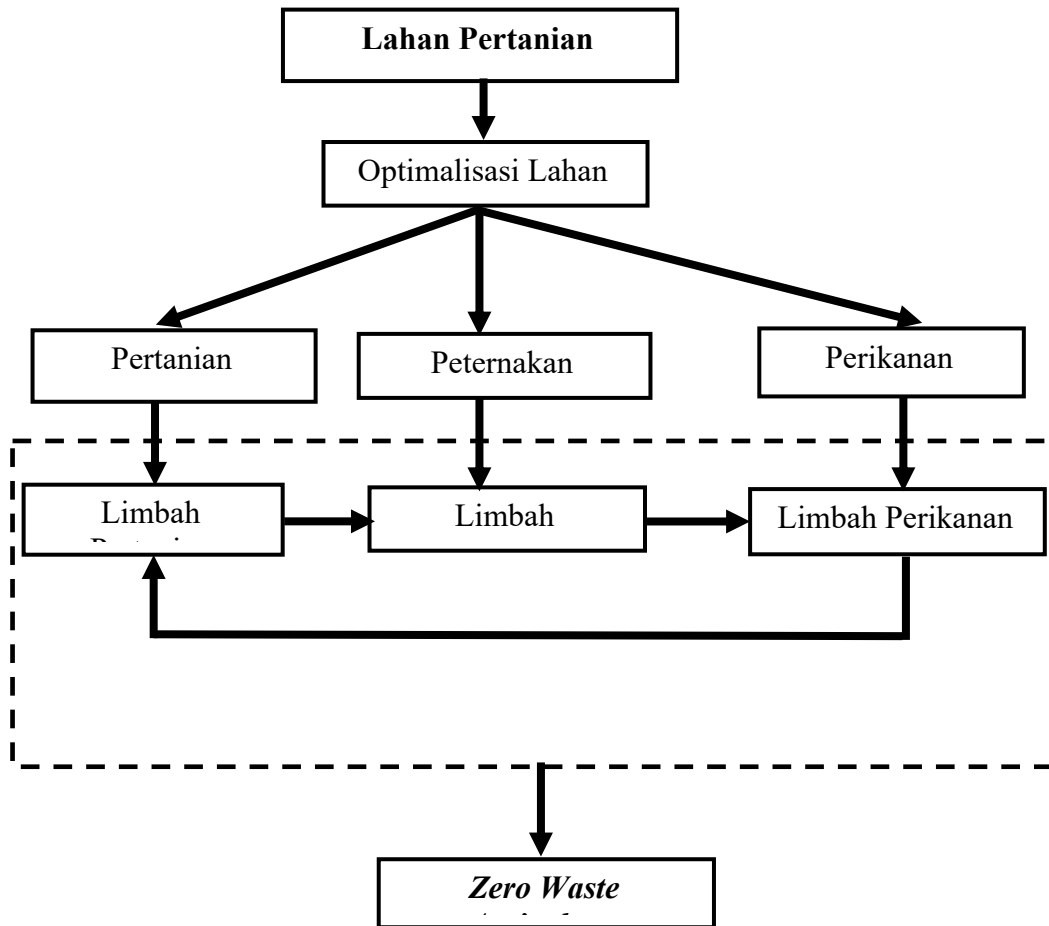 Lahan Pertanian
Optimalisasi Lahan
Pertanian
Peternakan
Perikanan
Limbah
Limbah
Limbah Perikanan
Zero Waste